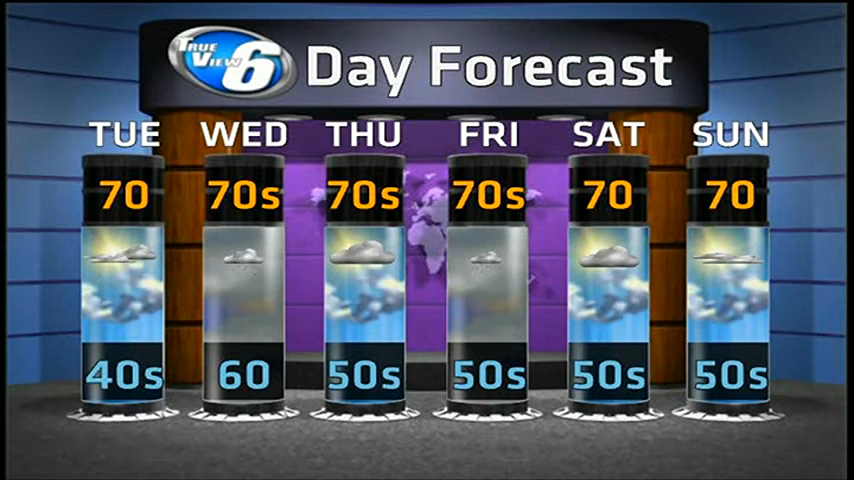 TRUE VIEW 6 Day Forecast
TUE WED THU FRI SAT SUN
70 70s 70s 70s 70 70
40s 60 50s 50s 50s 50s